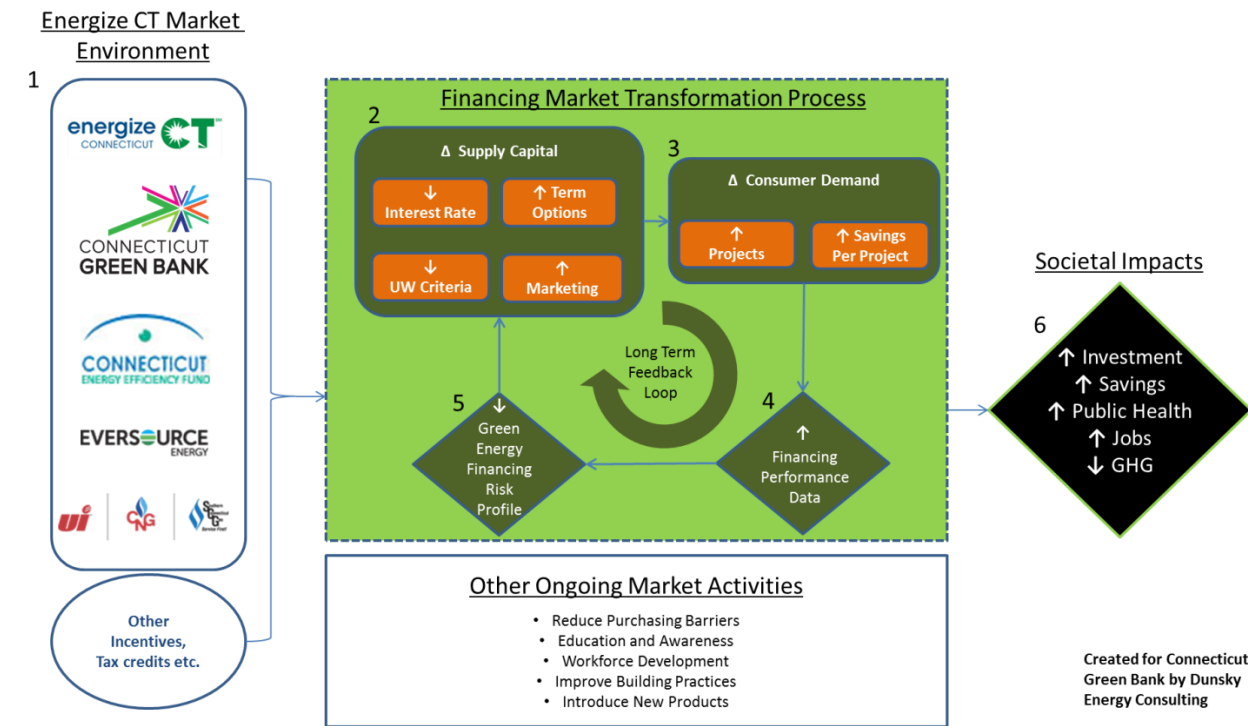 Energize CT Market
Environment
1
energize
CONNECTICUT
CT
CONNECTICUT
GREEN BANK
CONNECTICUT
ENERGY EFFICIENCY FUND
EVERSOURCE
ENERGY
ui
CNG
Other
Incentives,
Tax credits etc.
Financing Market Transformation Process
2
Δ Supply Capital
↓
Interest Rate
↑ Term
Options
↓
UW Criteria
↑
Marketing
3
Δ Consumer Demand
↑
Projects
↑ Savings
Per Project
Long Term
Feedback
Loop
4
↑
Financing
Performance
Data
5
↓
Green
Energy
Financing
Risk
Profile
Other Ongoing Market Activities
• Reduce Purchasing Barriers
• Education and Awareness
• Workforce Development
• Improve Building Practices
• Introduce New Products
Societal Impacts
6
↑ Investment
↑ Savings
↑ Public Health
↑ Jobs
↓ GHG
Created for Connecticut
Green Bank by Dunsky
Energy Consulting